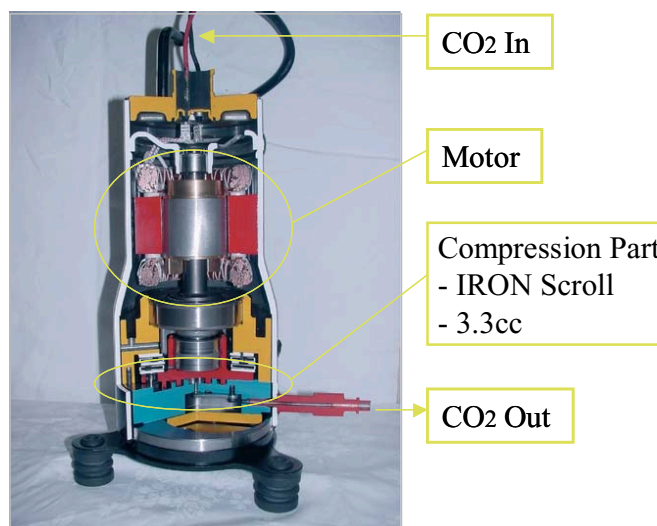 CO2 In
Motor
Compression Part
- IRON Scroll
- 3.3cc
CO2 Out